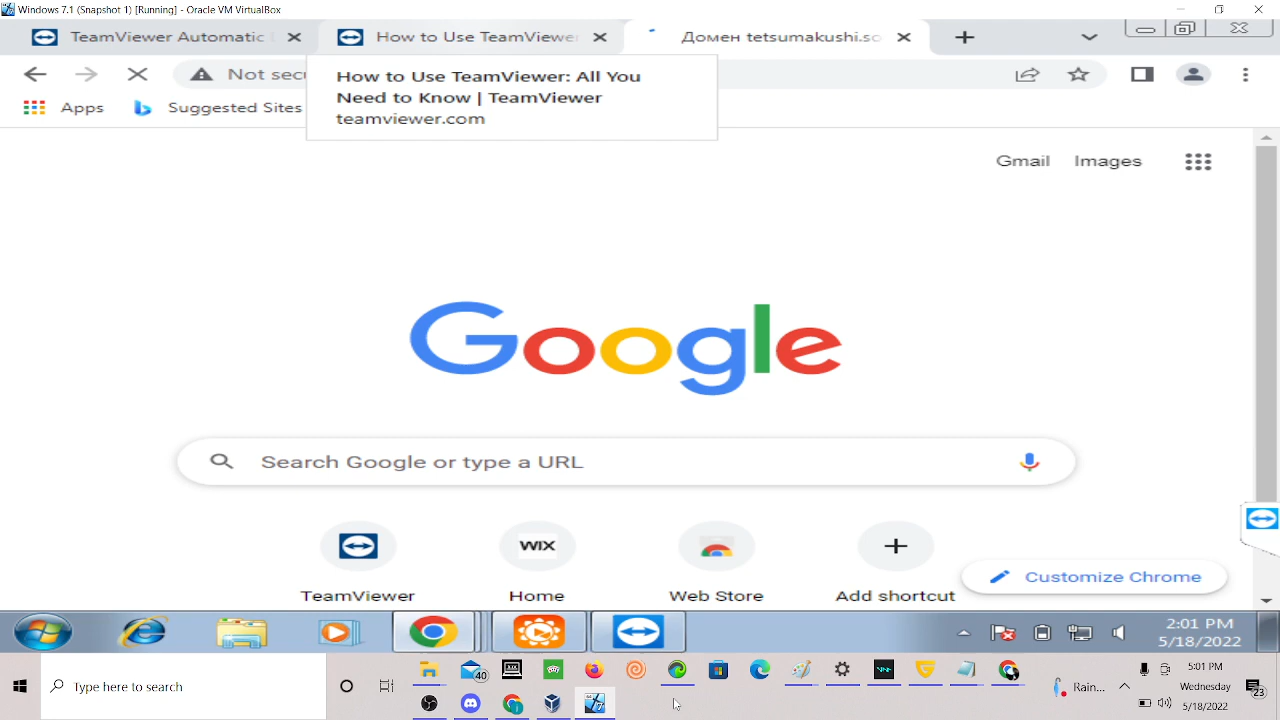 Windows 7.1 (Snapshot 1) [Running] - Oracle VM VirtualBox
TeamViewer Automatic
How to Use TeamViewer
Домен tetsumakushi.so
Not secu
How to Use TeamViewer: All You
Need to Know | TeamViewer
teamviewer.com
Apps
Suggested Sites
Gmail Images
Google
Search Google or type a URL
WIX
TeamViewer
Home
Web Store
Add shortcut
Customize Chrome
2:01 PM
5/18/2022
Type here to search
40
Rain...
5:01 PM
Wednesday
5/18/2022
23